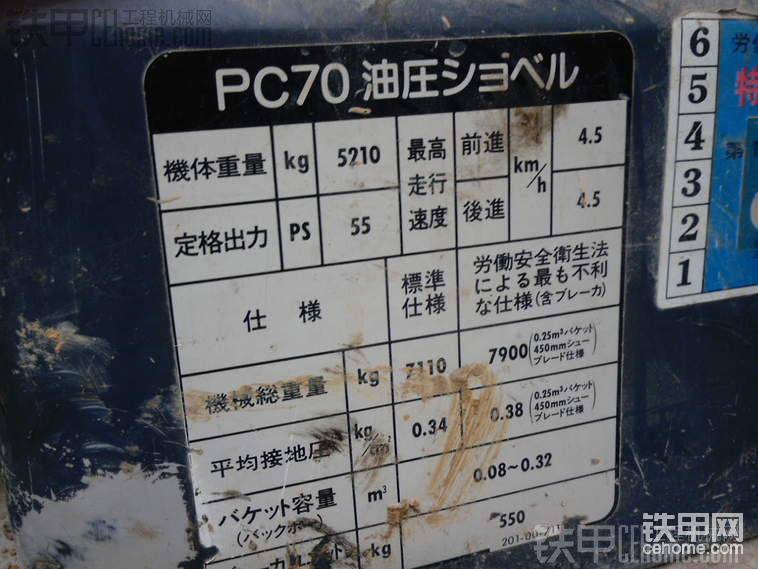 铁甲 工程机械网
cehome.com
PC70 油圧ショベル
機体重量 kg 5210 最高走行速度 前進 km/h 4.5
定格出力 PS 55 後進 4.5
仕様 標準仕様 労働安全衛生法による最も不利な仕様(含ブレーカ)
機械総重量 kg 7110 7900 (0.25m³バケット 450mmシュー ブレード仕様)
平均接地圧 kg/cm² 0.34 0.38 (0.25m³バケット 450mmシュー ブレード仕様)
バケット容量 (バックホー) m³ 0.08~0.32
kg 550
6
5
4
3
2
1
労
特
第
铁甲网
cehome.com